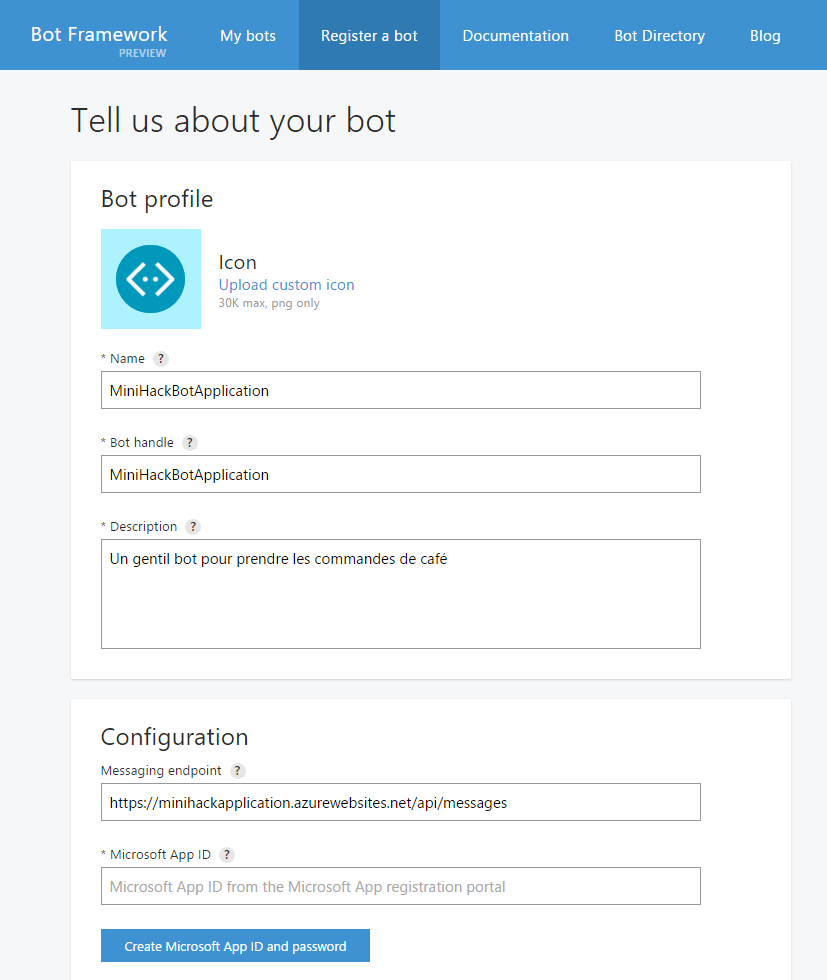 Bot Framework
PREVIEW
My bots
Register a bot
Documentation
Bot Directory
Blog
Tell us about your bot
Bot profile
Icon
Upload custom icon
30K max, png only
* Name ?
MiniHackBotApplication
* Bot handle ?
MiniHackBotApplication
* Description ?
Un gentil bot pour prendre les commandes de café
Configuration
Messaging endpoint ?
https://minihackapplication.azurewebsites.net/api/messages
* Microsoft App ID ?
Microsoft App ID from the Microsoft App registration portal
Create Microsoft App ID and password